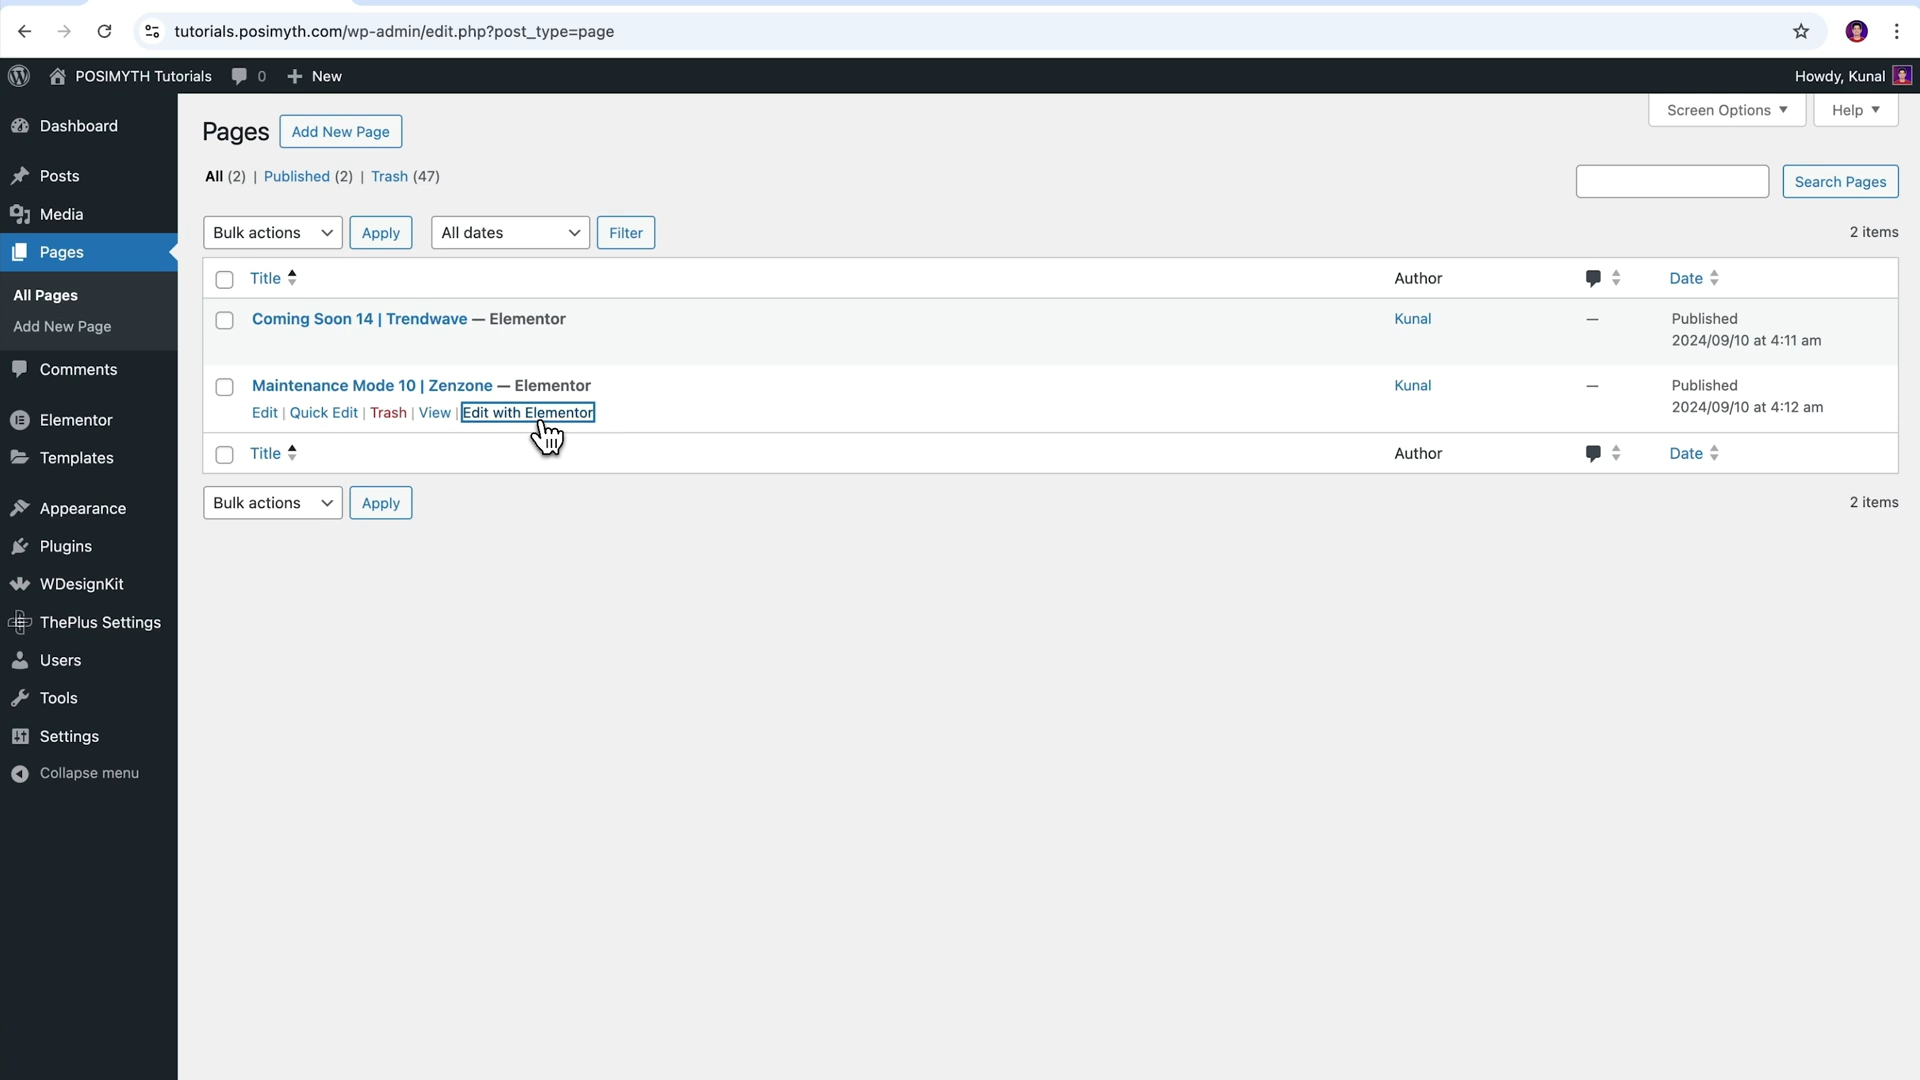 tutorials.posimyth.com/wp-admin/edit.php?post_type=page
POSIMYTH Tutorials 0 New Howdy, Kunal
Dashboard
Posts
Media
Pages
All Pages
Add New Page
Comments
Elementor
Templates
Appearance
Plugins
WDesignKit
ThePlus Settings
Users
Tools
Settings
Collapse menu
Screen Options Help
Pages Add New Page
All (2) | Published (2) | Trash (47)
Search Pages
Bulk actions Apply All dates Filter 2 items
Title Author Date
Coming Soon 14 | Trendwave — Elementor Kunal — Published
2024/09/10 at 4:11 am
Maintenance Mode 10 | Zenzone — Elementor Kunal — Published
Edit | Quick Edit | Trash | View | Edit with Elementor 2024/09/10 at 4:12 am
Title Author Date
Bulk actions Apply 2 items